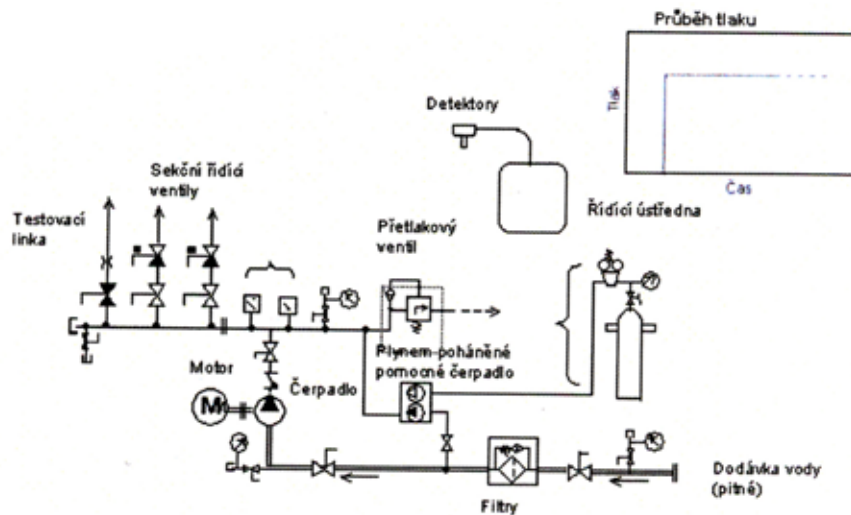 Průběh tlaku
Tlak
Čas
Detektory
Řídící ústředna
Sekční řídící
ventily
Testovací
linka
Přetlakový
ventil
Plynem-poháněné
pomocné čerpadlo
Motor
M
Čerpadlo
Filtry
Dodávka vody
(pitné)